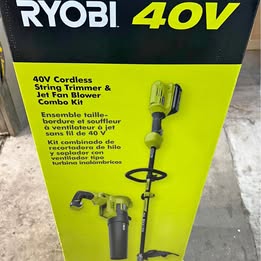 RYOBI 40V
40V Cordless
String Trimmer &
Jet Fan Blower
Combo Kit
Ensemble taille-
bordure et souffleur
à ventilateur à jet
sans fil de 40 V
Kit combinado de
recortadora de hilo
y soplador con
ventilador tipo
turbina inalámbricos